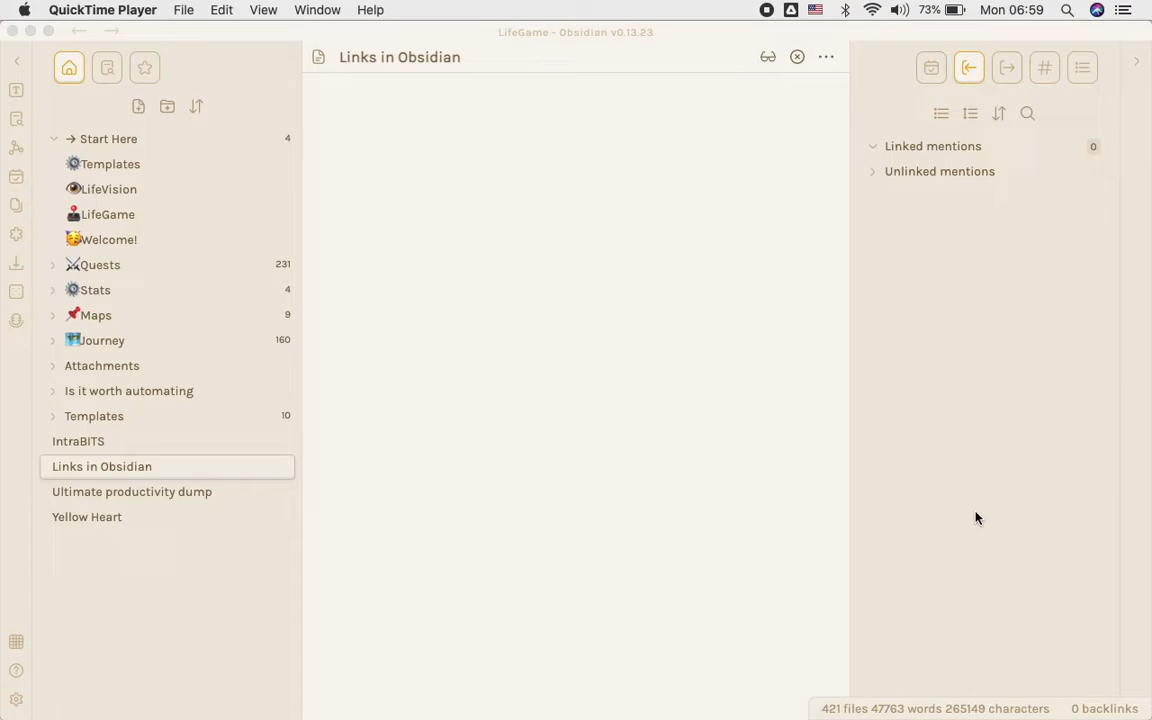 QuickTime Player File Edit View Window Help 73% Mon 06:59
LifeGame - Obsidian v0.13.23
Links in Obsidian
→ Start Here 4
Templates
LifeVision
LifeGame
Welcome!
Quests 231
Stats 4
Maps 9
Journey 160
Attachments
Is it worth automating
Templates 10
IntraBITS
Links in Obsidian
Ultimate productivity dump
Yellow Heart
Linked mentions 0
Unlinked mentions
421 files 47763 words 265149 characters 0 backlinks